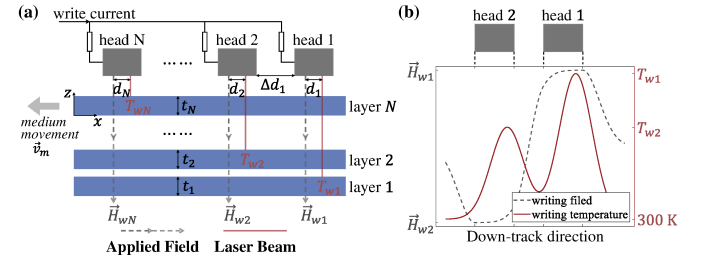 (a)
write current
head N
......
head 2
head 1
d_N
d_2
Δd_1
d_1
z
x
T_wN
t_N
layer N
medium
movement
v⃗_m
......
t_2
T_w2
layer 2
t_1
T_w1
layer 1
H⃗_wN
H⃗_w2
H⃗_w1
Applied Field
Laser Beam
(b)
head 2
head 1
H⃗_w1
T_w1
T_w2
writing filed
writing temperature
H⃗_w2
300 K
Down-track direction